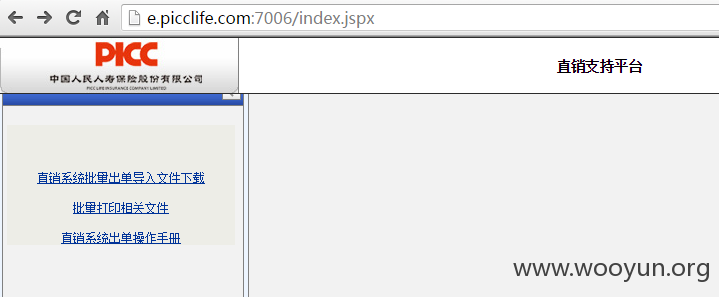 e.picclife.com:7006/index.jspx
PICC
中国人民人寿保险股份有限公司
PICC LIFE INSURANCE COMPANY LIMITED
直销支持平台
直销系统批量出单导入文件下载
批量打印相关文件
直销系统出单操作手册
www.wooyun.org